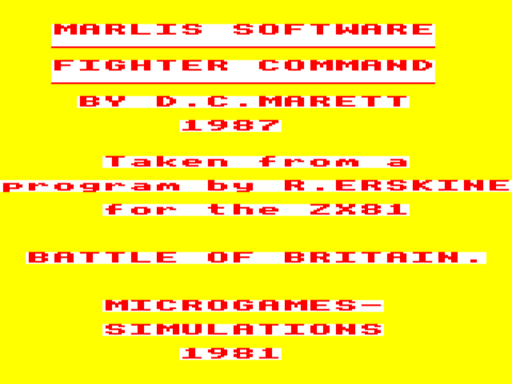 MARLIS SOFTWARE
FIGHTER COMMAND
BY D.C.MARETT
1987
Taken from a
program by R.ERSKINE
for the ZX81
BATTLE OF BRITAIN.
MICROGAMES-
SIMULATIONS
1981